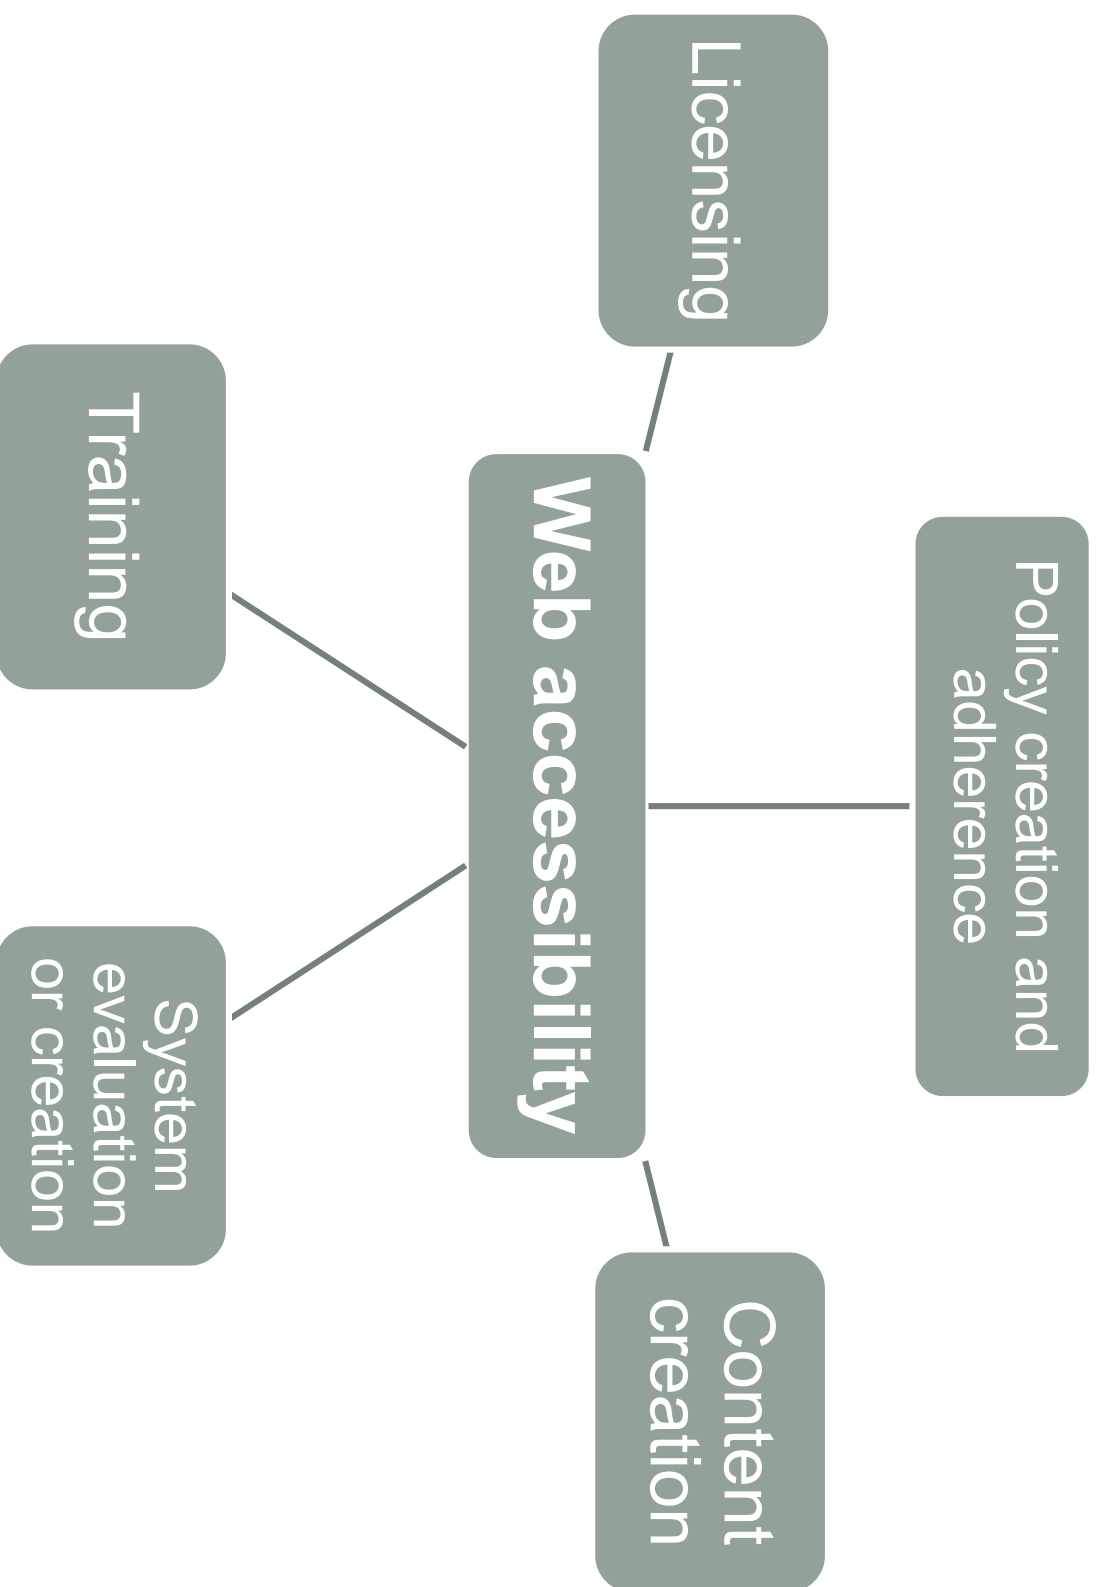 Policy creation and
adherence
Licensing
Content
creation
Web accessibility
Training
System
evaluation
or creation